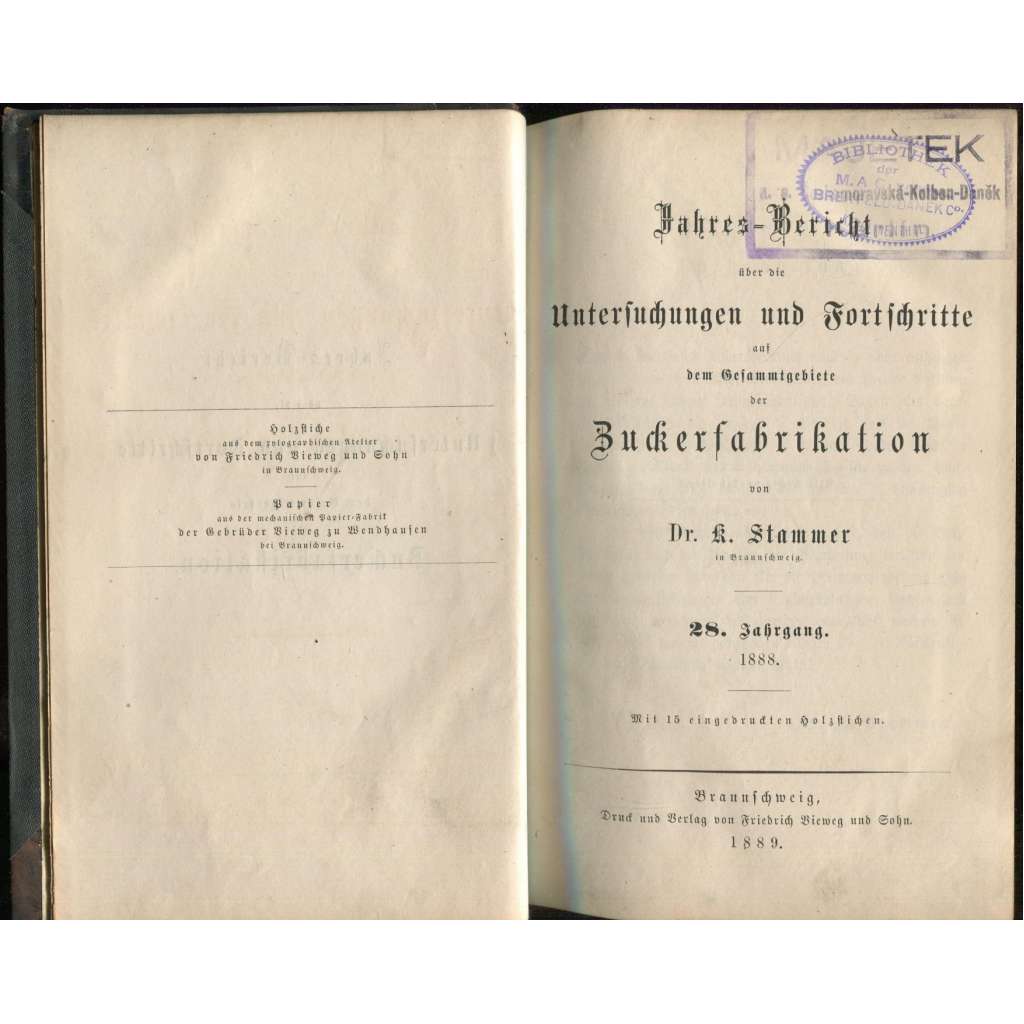 Holzstiche
aus dem xylographischen Atelier
von Friedrich Vieweg und Sohn
in Braunschweig.
Papier
aus der mechanischen Papier-Fabrik
der Gebrüder Vieweg zu Wendhausen
bei Braunschweig.
TEK
BIBLIOTHEK
der
moravská-Kolben-Daněk
DANĚK Co.
Jahres-Bericht
über die
Untersuchungen und Fortschritte
auf
dem Gesammtgebiete
der
Zuckerfabrikation
von
Dr. K. Stammer
in Braunschweig.
28. Jahrgang.
1888.
Mit 15 eingedruckten Holzstichen.
Braunschweig,
Druck und Verlag von Friedrich Vieweg und Sohn.
1889.